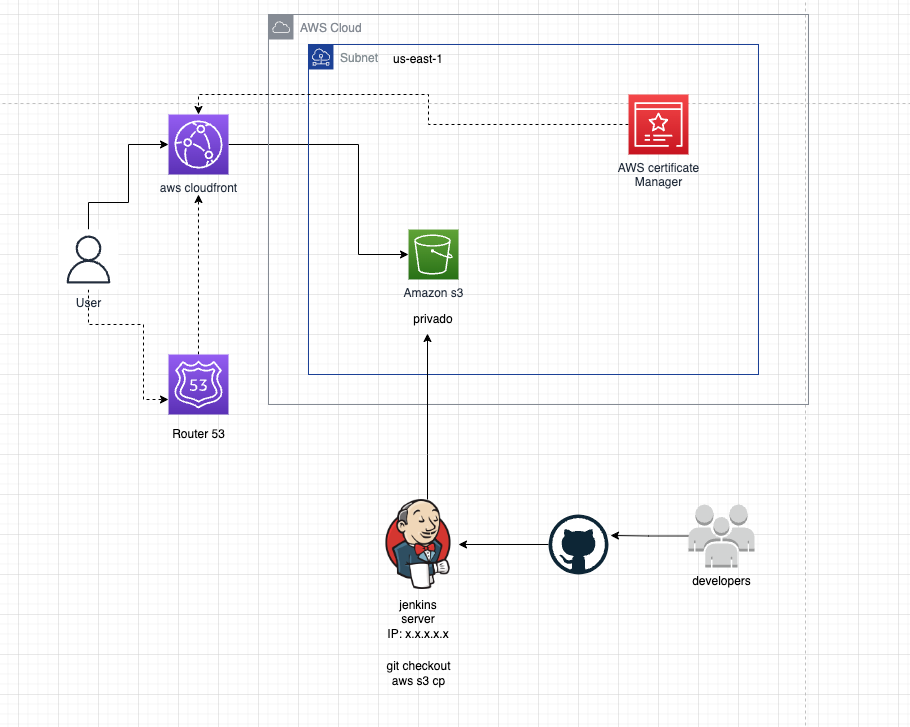 AWS Cloud
Subnet
us-east-1
AWS certificate
Manager
aws cloudfront
User
Amazon s3
privado
53
Router 53
jenkins
server
IP: x.x.x.x.x
git checkout
aws s3 cp
developers